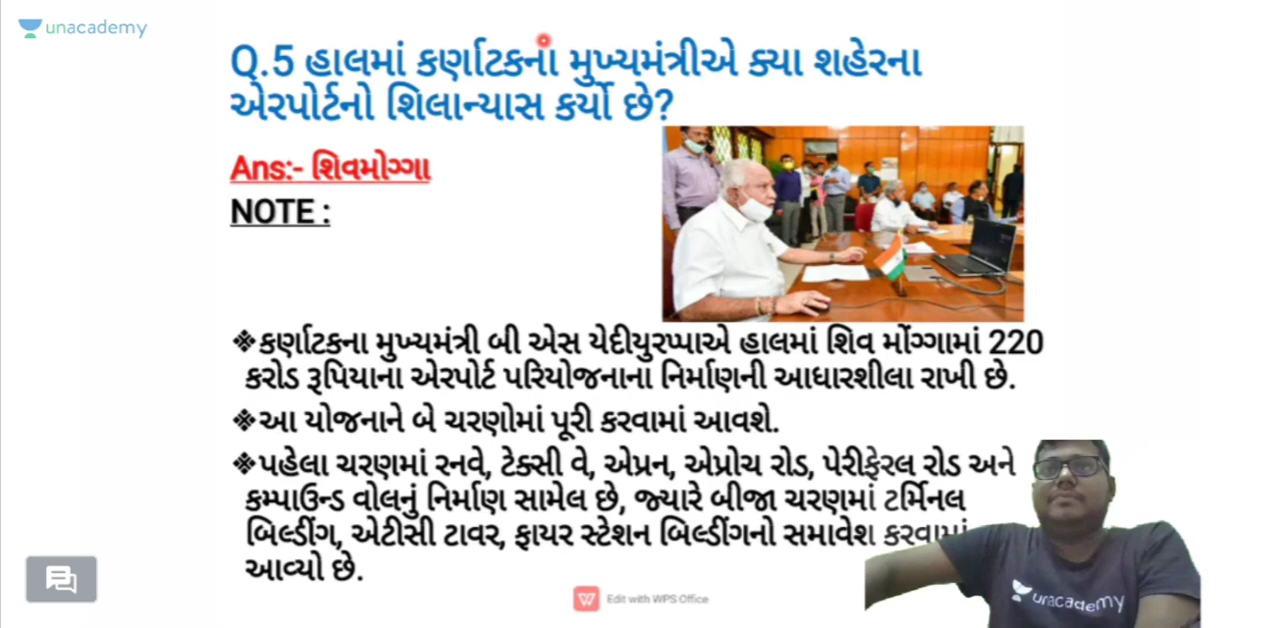 unacademy
Q.5 હાલમાં કર્ણાટકના મુખ્યમંત્રીએ ક્યા શહેરના
એરપોર્ટનો શિલાન્યાસ કર્યો છે?
Ans:- શિવમોગ્ગા
NOTE :
❖કર્ણાટકના મુખ્યમંત્રી બી એસ યેદીયુરપ્પાએ હાલમાં શિવ મોંગ્ગામાં 220
કરોડ રૂપિયાના એરપોર્ટ પરિયોજનાના નિર્માણની આધારશીલા રાખી છે.
❖આ યોજનાને બે ચરણોમાં પૂરી કરવામાં આવશે.
❖પહેલા ચરણમાં રનવે, ટેક્સી વે, એપ્રન, એપ્રોચ રોડ, પેરીફેરલ રોડ અને
કમ્પાઉન્ડ વોલનું નિર્માણ સામેલ છે, જ્યારે બીજા ચરણમાં ટર્મિનલ
બિલ્ડીંગ, એટીસી ટાવર, ફાયર સ્ટેશન બિલ્ડીંગનો સમાવેશ કરવામાં
આવ્યો છે.
unacademy
Edit with WPS Office